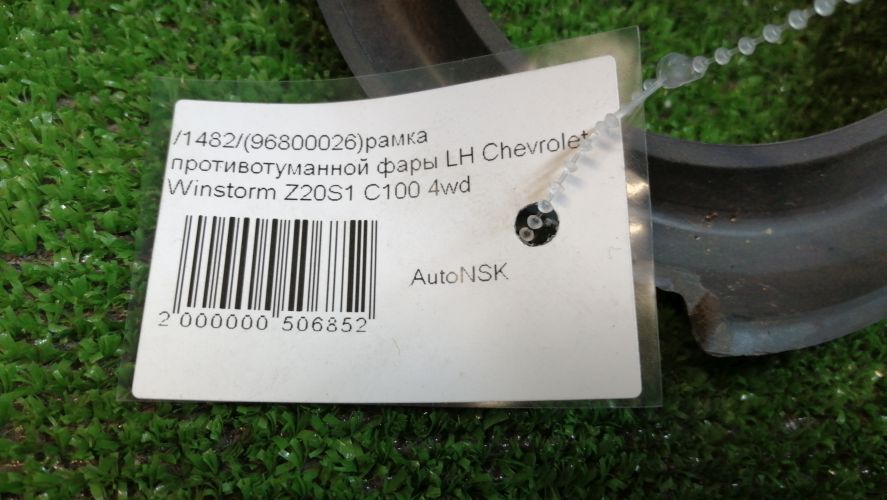 /1482/(96800026)рамка
противотуманной фары LH Chevrolet
Winstorm Z20S1 C100 4wd
AutoNSK
2 000000 506852